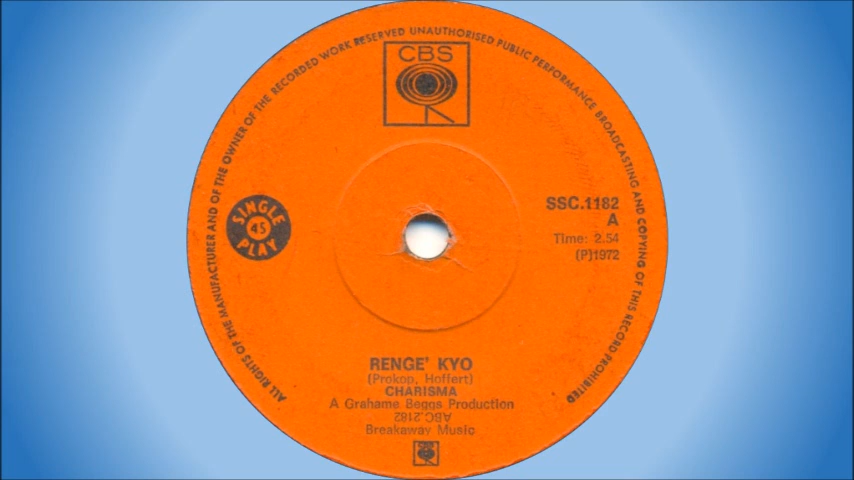 ALL RIGHTS OF THE MANUFACTURER AND OF THE OWNER OF THE RECORDED WORK RESERVED UNAUTHORISED PUBLIC PERFORMANCE BROADCASTING AND COPYING OF THIS RECORD PROHIBITED
CBS
SINGLE
45
PLAY
SSC.1182
A
Time: 2.54
(P)1972
RENGE' KYO
(Prokop, Hoffert)
CHARISMA
A Grahame Beggs Production
ABC.2182
Breakaway Music